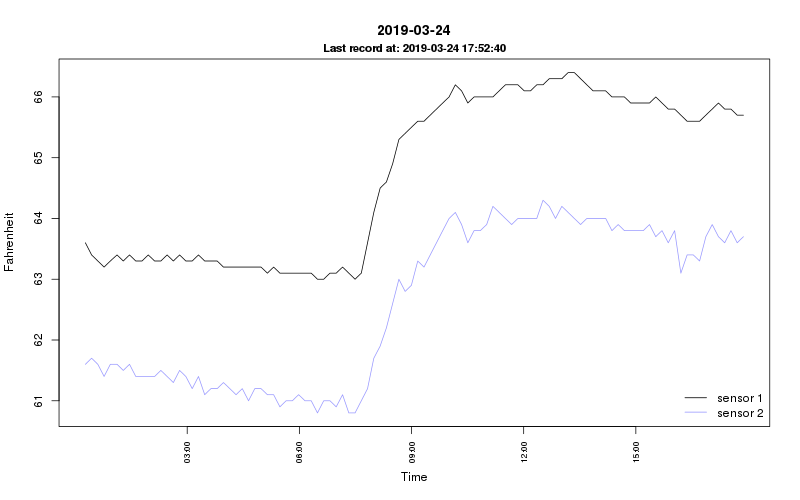 2019-03-24
Last record at: 2019-03-24 17:52:40
Fahrenheit
66
65
64
63
62
61
03:00
06:00
09:00
12:00
15:00
Time
sensor 1
sensor 2